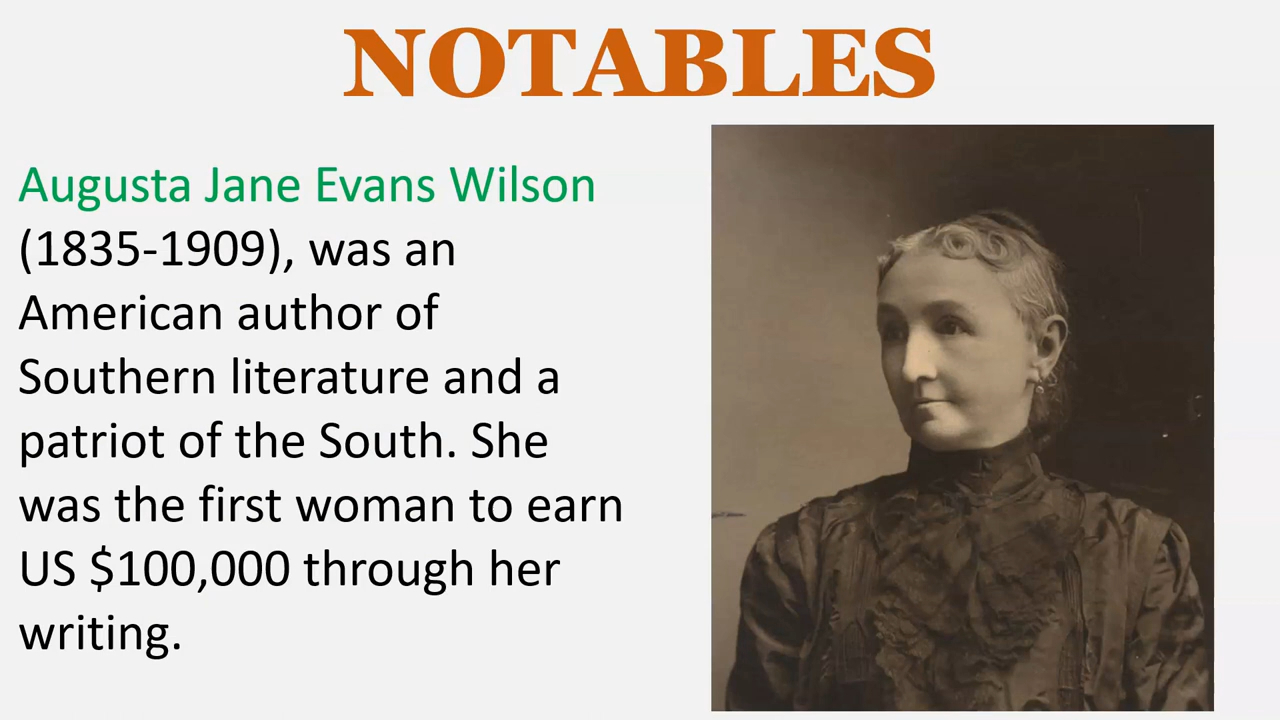 NOTABLES
Augusta Jane Evans Wilson
(1835-1909), was an
American author of
Southern literature and a
patriot of the South. She
was the first woman to earn
US $100,000 through her
writing.